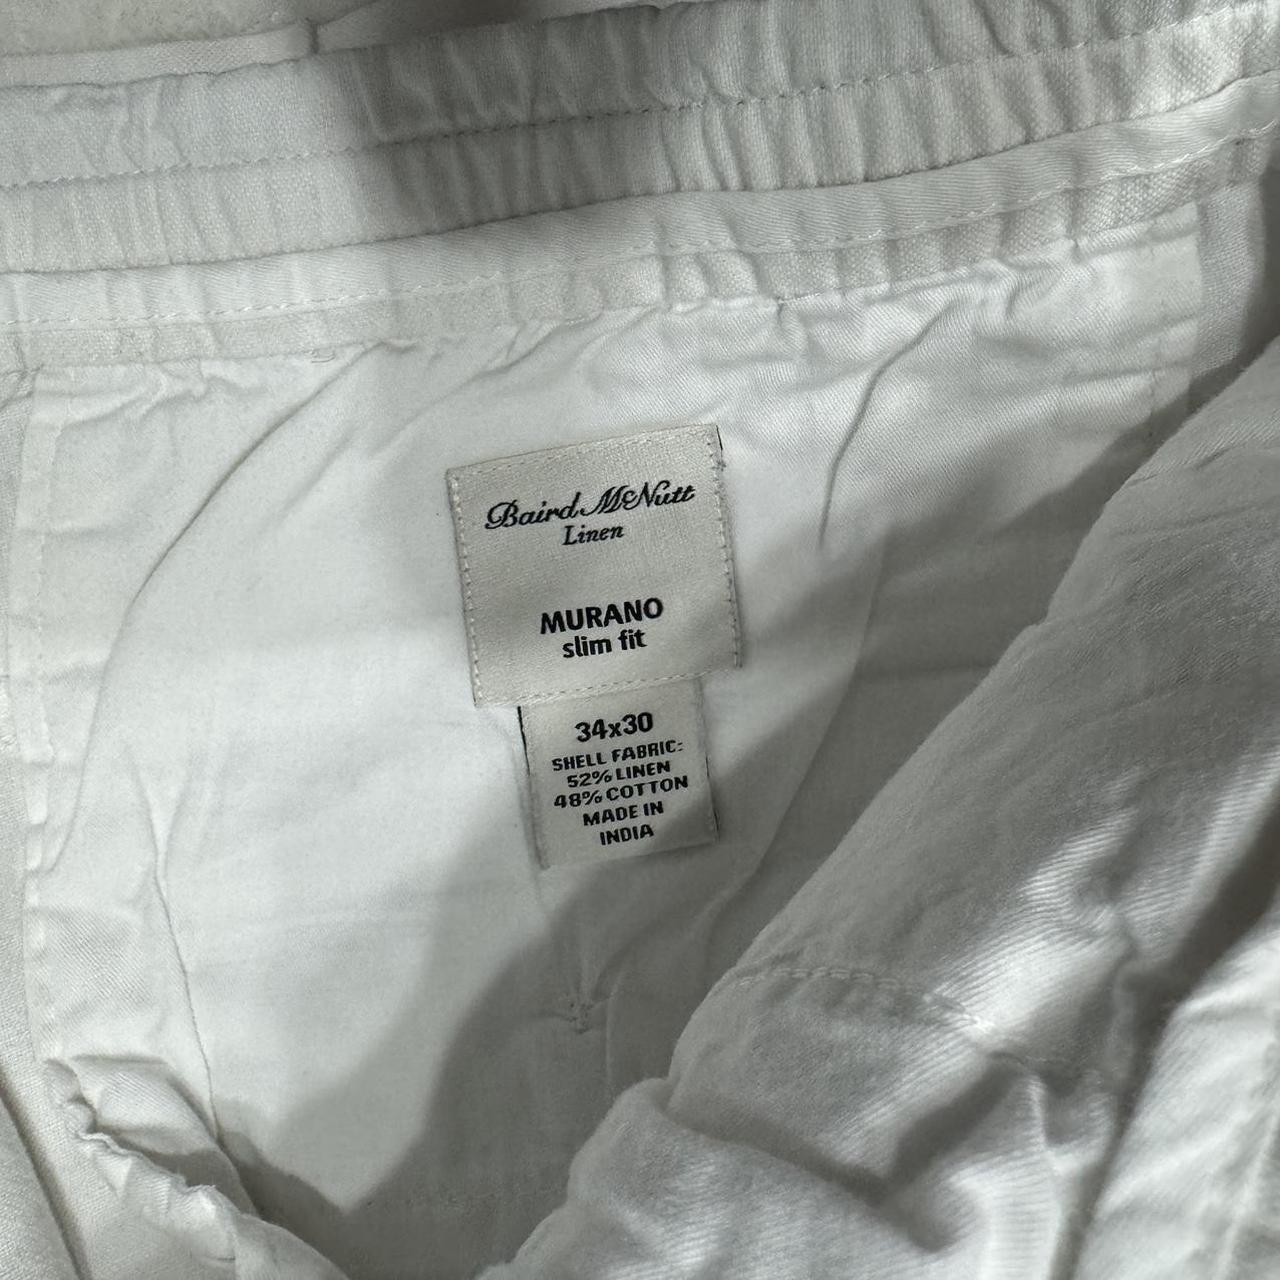 Baird McNutt
Linen
MURANO
slim fit
34x30
SHELL FABRIC:
52% LINEN
48% COTTON
MADE IN
INDIA